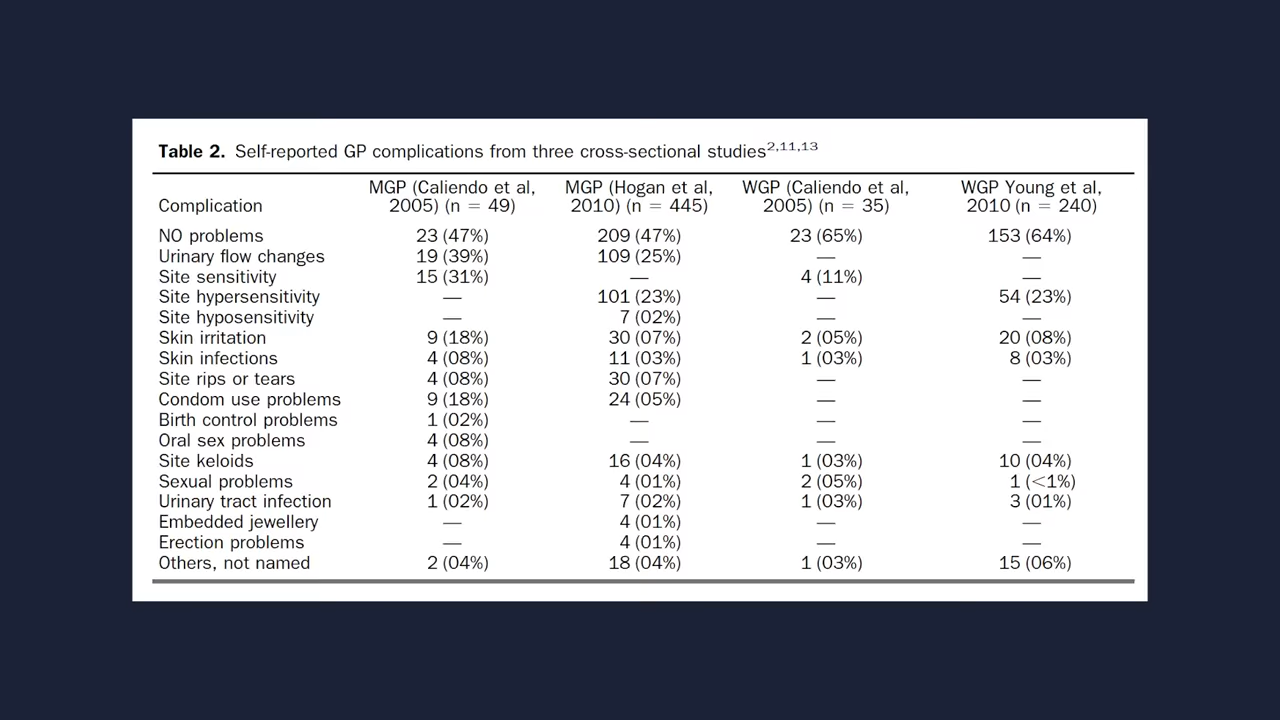 Table 2. Self-reported GP complications from three cross-sectional studies2,11,13
Complication MGP (Caliendo et al, 2005) (n = 49) MGP (Hogan et al, 2010) (n = 445) WGP (Caliendo et al, 2005) (n = 35) WGP Young et al, 2010 (n = 240)
NO problems 23 (47%) 209 (47%) 23 (65%) 153 (64%)
Urinary flow changes 19 (39%) 109 (25%) — —
Site sensitivity 15 (31%) — 4 (11%) —
Site hypersensitivity — 101 (23%) — 54 (23%)
Site hyposensitivity — 7 (02%) — —
Skin irritation 9 (18%) 30 (07%) 2 (05%) 20 (08%)
Skin infections 4 (08%) 11 (03%) 1 (03%) 8 (03%)
Site rips or tears 4 (08%) 30 (07%) — —
Condom use problems 9 (18%) 24 (05%) — —
Birth control problems 1 (02%) — — —
Oral sex problems 4 (08%) — — —
Site keloids 4 (08%) 16 (04%) 1 (03%) 10 (04%)
Sexual problems 2 (04%) 4 (01%) 2 (05%) 1 (<1%)
Urinary tract infection 1 (02%) 7 (02%) 1 (03%) 3 (01%)
Embedded jewellery — 4 (01%) — —
Erection problems — 4 (01%) — —
Others, not named 2 (04%) 18 (04%) 1 (03%) 15 (06%)